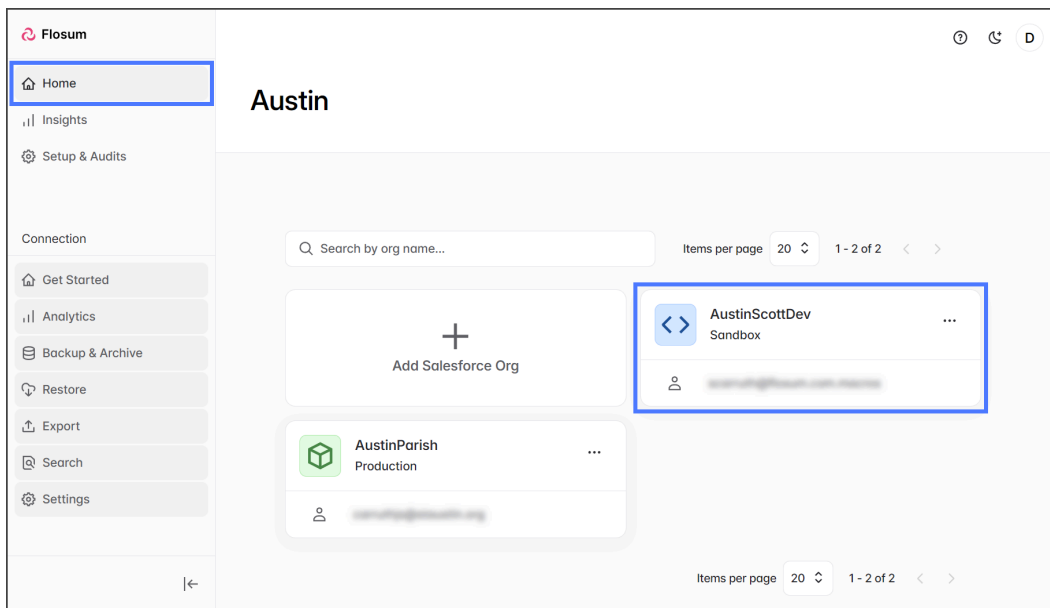 Flosum
D
Home
Austin
Insights
Setup & Audits
Connection
Search by org name...
Items per page 20 1 - 2 of 2
Get Started
Analytics
Backup & Archive
Restore
Export
Search
Settings
Add Salesforce Org
AustinScottDev
Sandbox
AustinParish
Production
Items per page 20 1 - 2 of 2